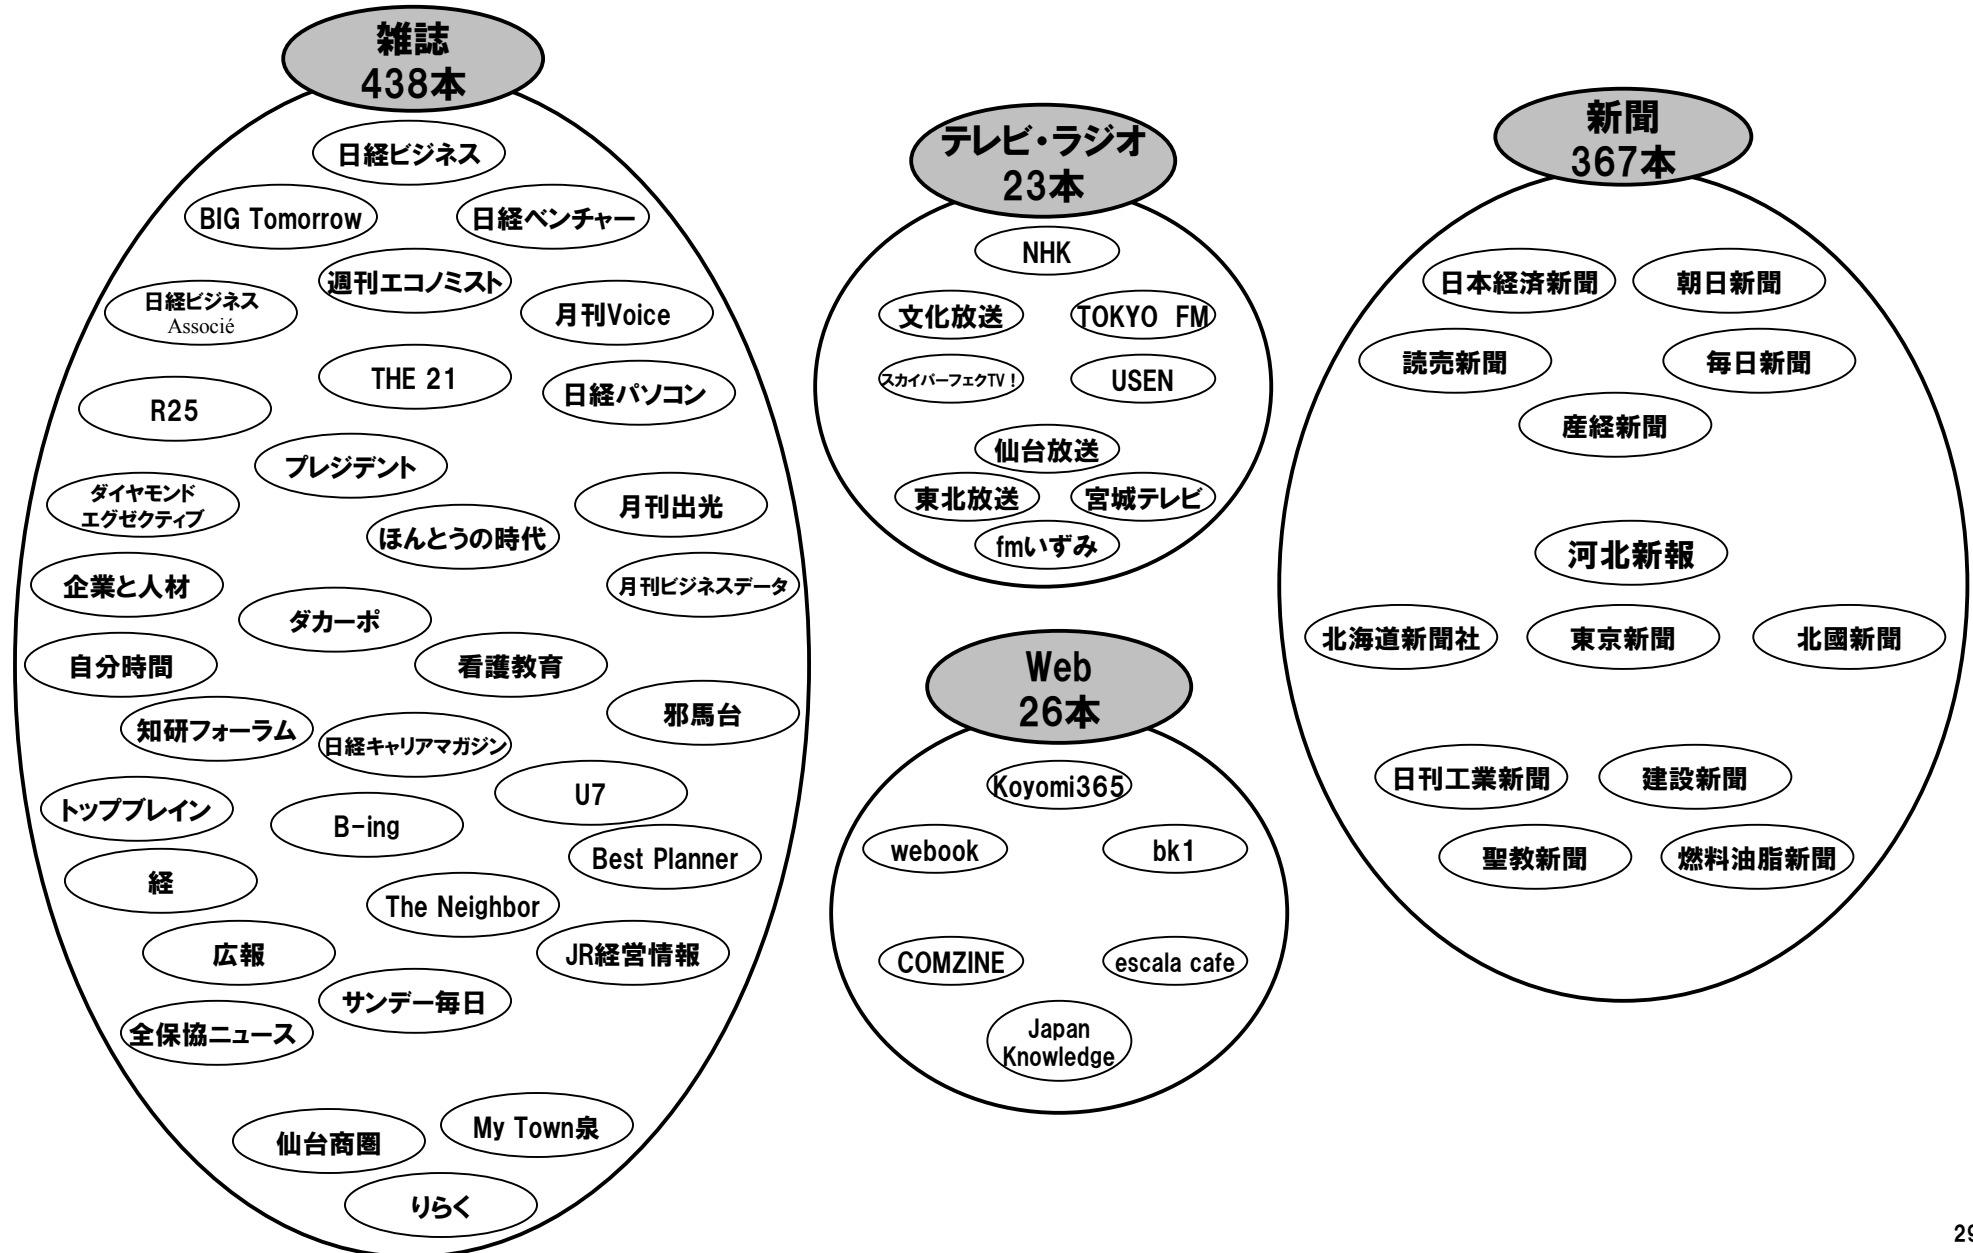 雑誌
438本
日経ビジネス
BIG Tomorrow
日経ベンチャー
週刊エコノミスト
日経ビジネス
Associé
月刊Voice
THE 21
日経パソコン
R25
プレジデント
ダイヤモンド
エグゼクティブ
月刊出光
ほんとうの時代
企業と人材
月刊ビジネスデータ
ダカーポ
自分時間
看護教育
邪馬台
知研フォーラム
日経キャリアマガジン
U7
トップブレイン
B-ing
Best Planner
経
The Neighbor
広報
JR経営情報
サンデー毎日
全保協ニュース
My Town泉
仙台商圏
りらく
テレビ・ラジオ
23本
NHK
文化放送
TOKYO FM
スカイパーフェクTV！
USEN
仙台放送
東北放送
宮城テレビ
fmいずみ
Web
26本
Koyomi365
webook
bk1
COMZINE
escala cafe
Japan
Knowledge
新聞
367本
日本経済新聞
朝日新聞
読売新聞
毎日新聞
産経新聞
河北新報
北海道新聞社
東京新聞
北國新聞
日刊工業新聞
建設新聞
聖教新聞
燃料油脂新聞
29